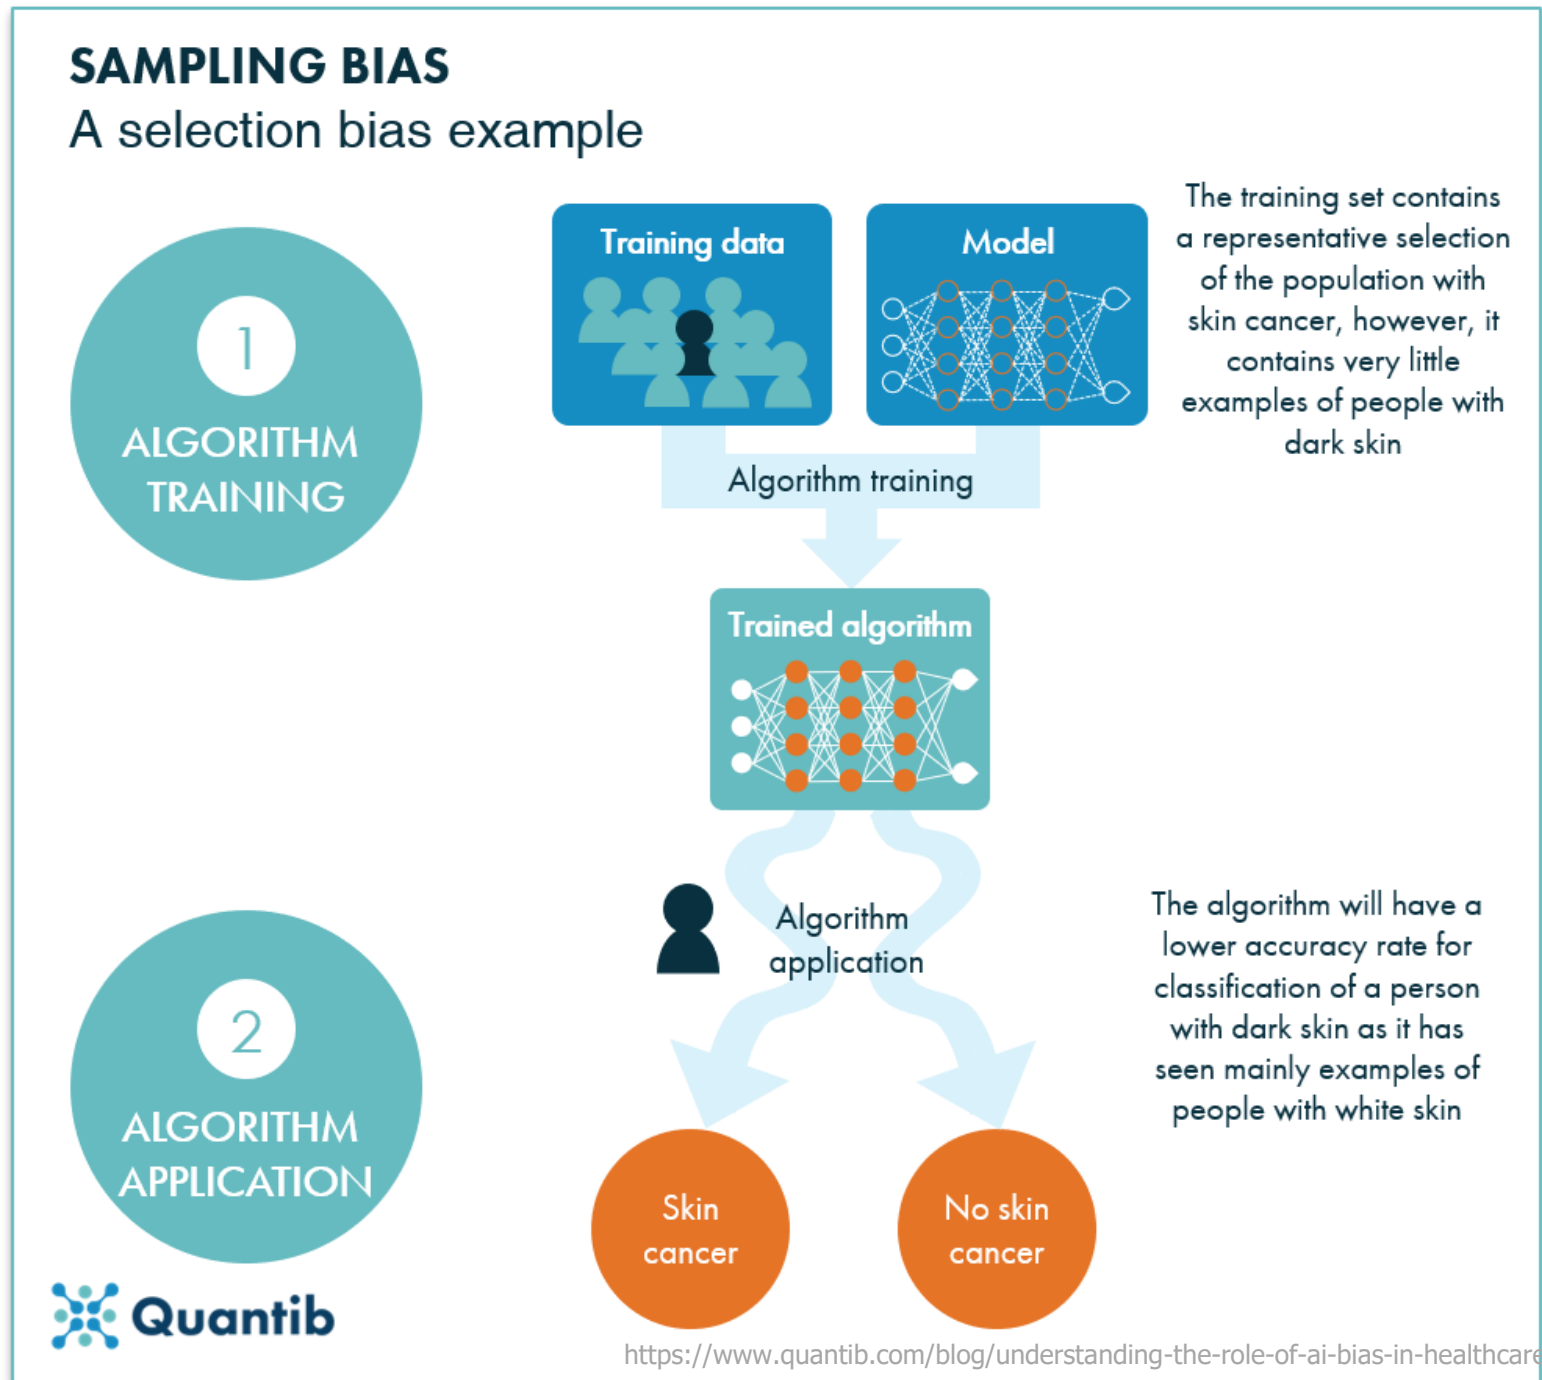 SAMPLING BIAS
A selection bias example
1
ALGORITHM
TRAINING
Training data
Model
The training set contains
a representative selection
of the population with
skin cancer, however, it
contains very little
examples of people with
dark skin
Algorithm training
Trained algorithm
2
ALGORITHM
APPLICATION
Algorithm
application
The algorithm will have a
lower accuracy rate for
classification of a person
with dark skin as it has
seen mainly examples of
people with white skin
Skin
cancer
No skin
cancer
Quantib
https://www.quantib.com/blog/understanding-the-role-of-ai-bias-in-healthcare